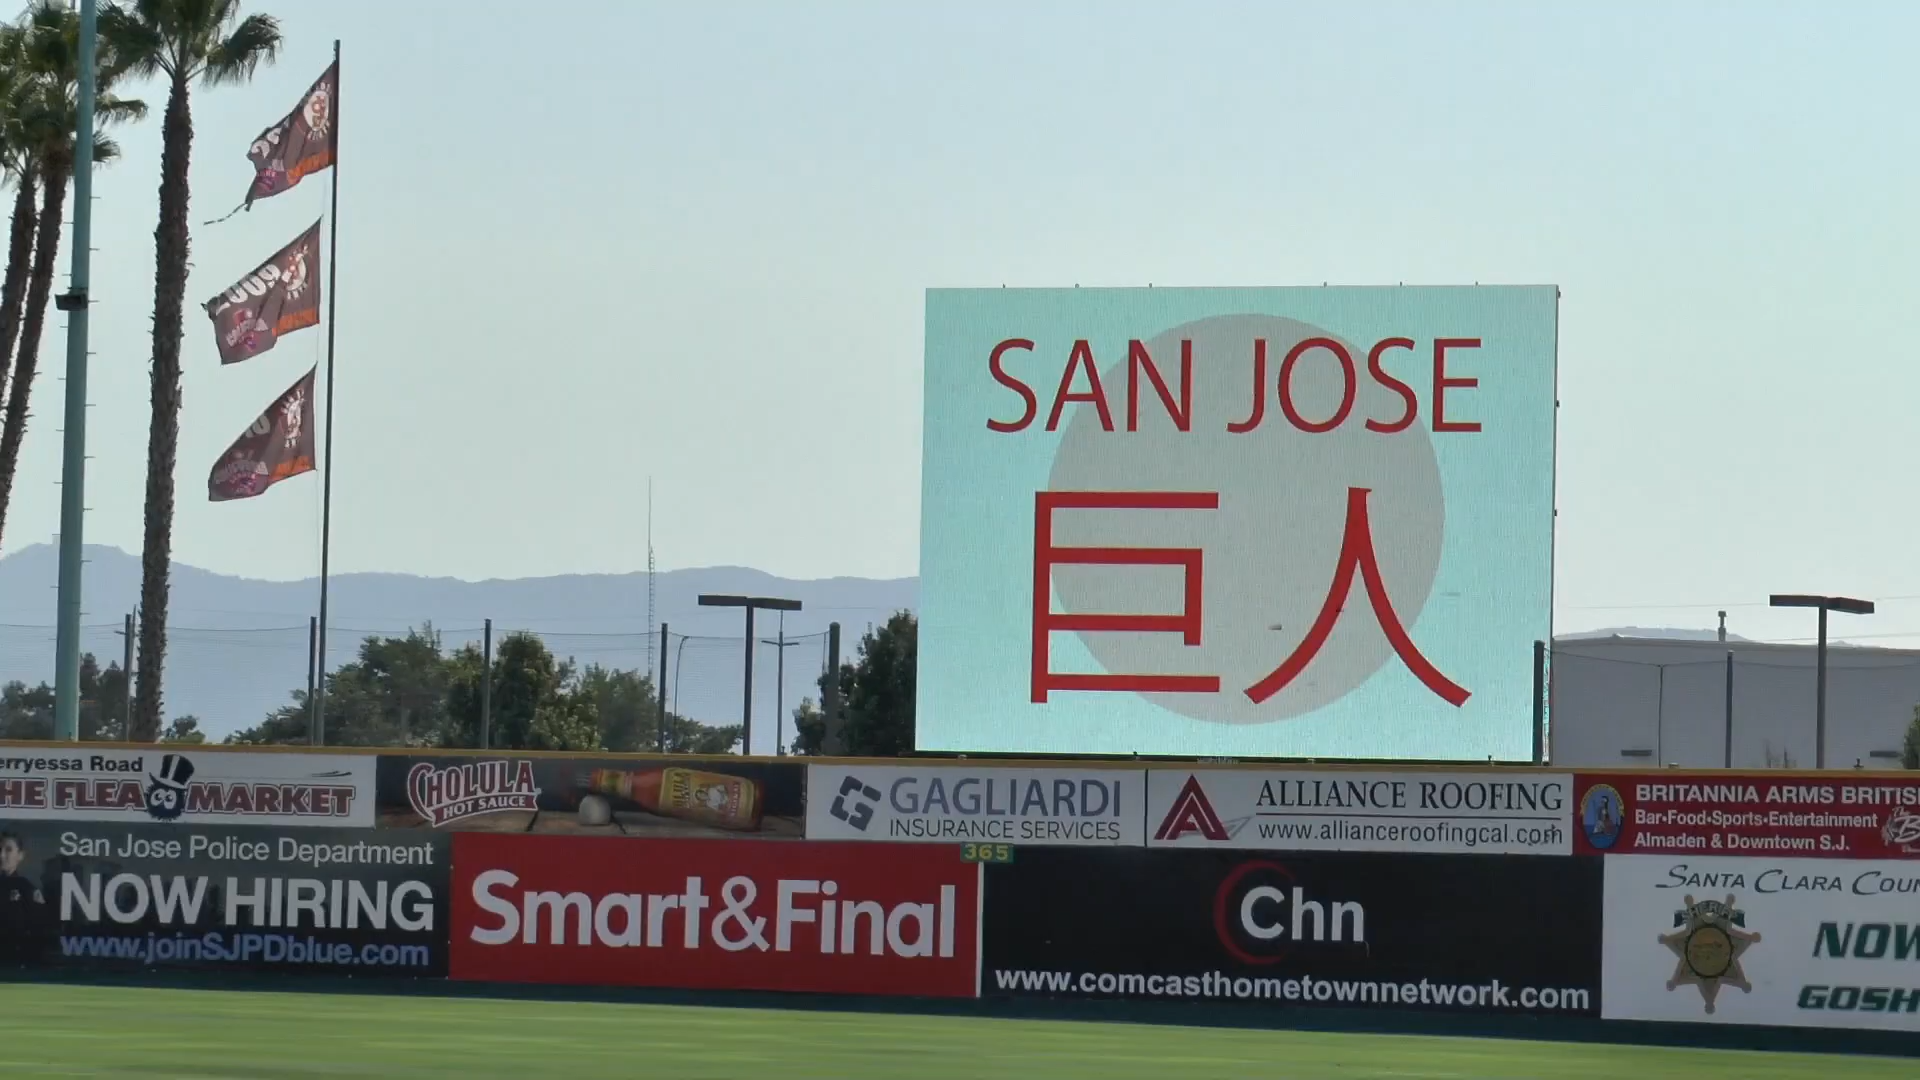 SAN JOSE
巨人
erryessa Road
HE FLEA MARKET
CHOLULA
HOT SAUCE
GAGLIARDI
INSURANCE SERVICES
ALLIANCE ROOFING
www.allianceroofingcal.com
BRITANNIA ARMS BRITIS
Bar•Food•Sports•Entertainment
Almaden & Downtown S.J.
San Jose Police Department
NOW HIRING
www.joinSJPDblue.com
Smart&Final
365
Chn
www.comcasthometownnetwork.com
SANTA CLARA COUN
SHERIFF
NOW
GOSH